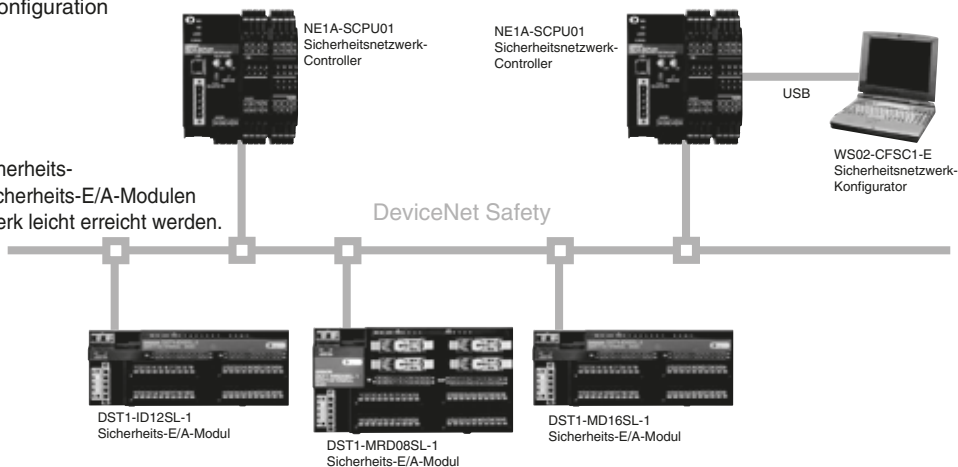 onfiguration
NE1A-SCPU01
Sicherheitsnetzwerk-
Controller
NE1A-SCPU01
Sicherheitsnetzwerk-
Controller
USB
WS02-CFSC1-E
Sicherheitsnetzwerk-
Konfigurator
herheits-
cherheits-E/A-Modulen
erk leicht erreicht werden.
DeviceNet Safety
DST1-ID12SL-1
Sicherheits-E/A-Modul
DST1-MRD08SL-1
Sicherheits-E/A-Modul
DST1-MD16SL-1
Sicherheits-E/A-Modul